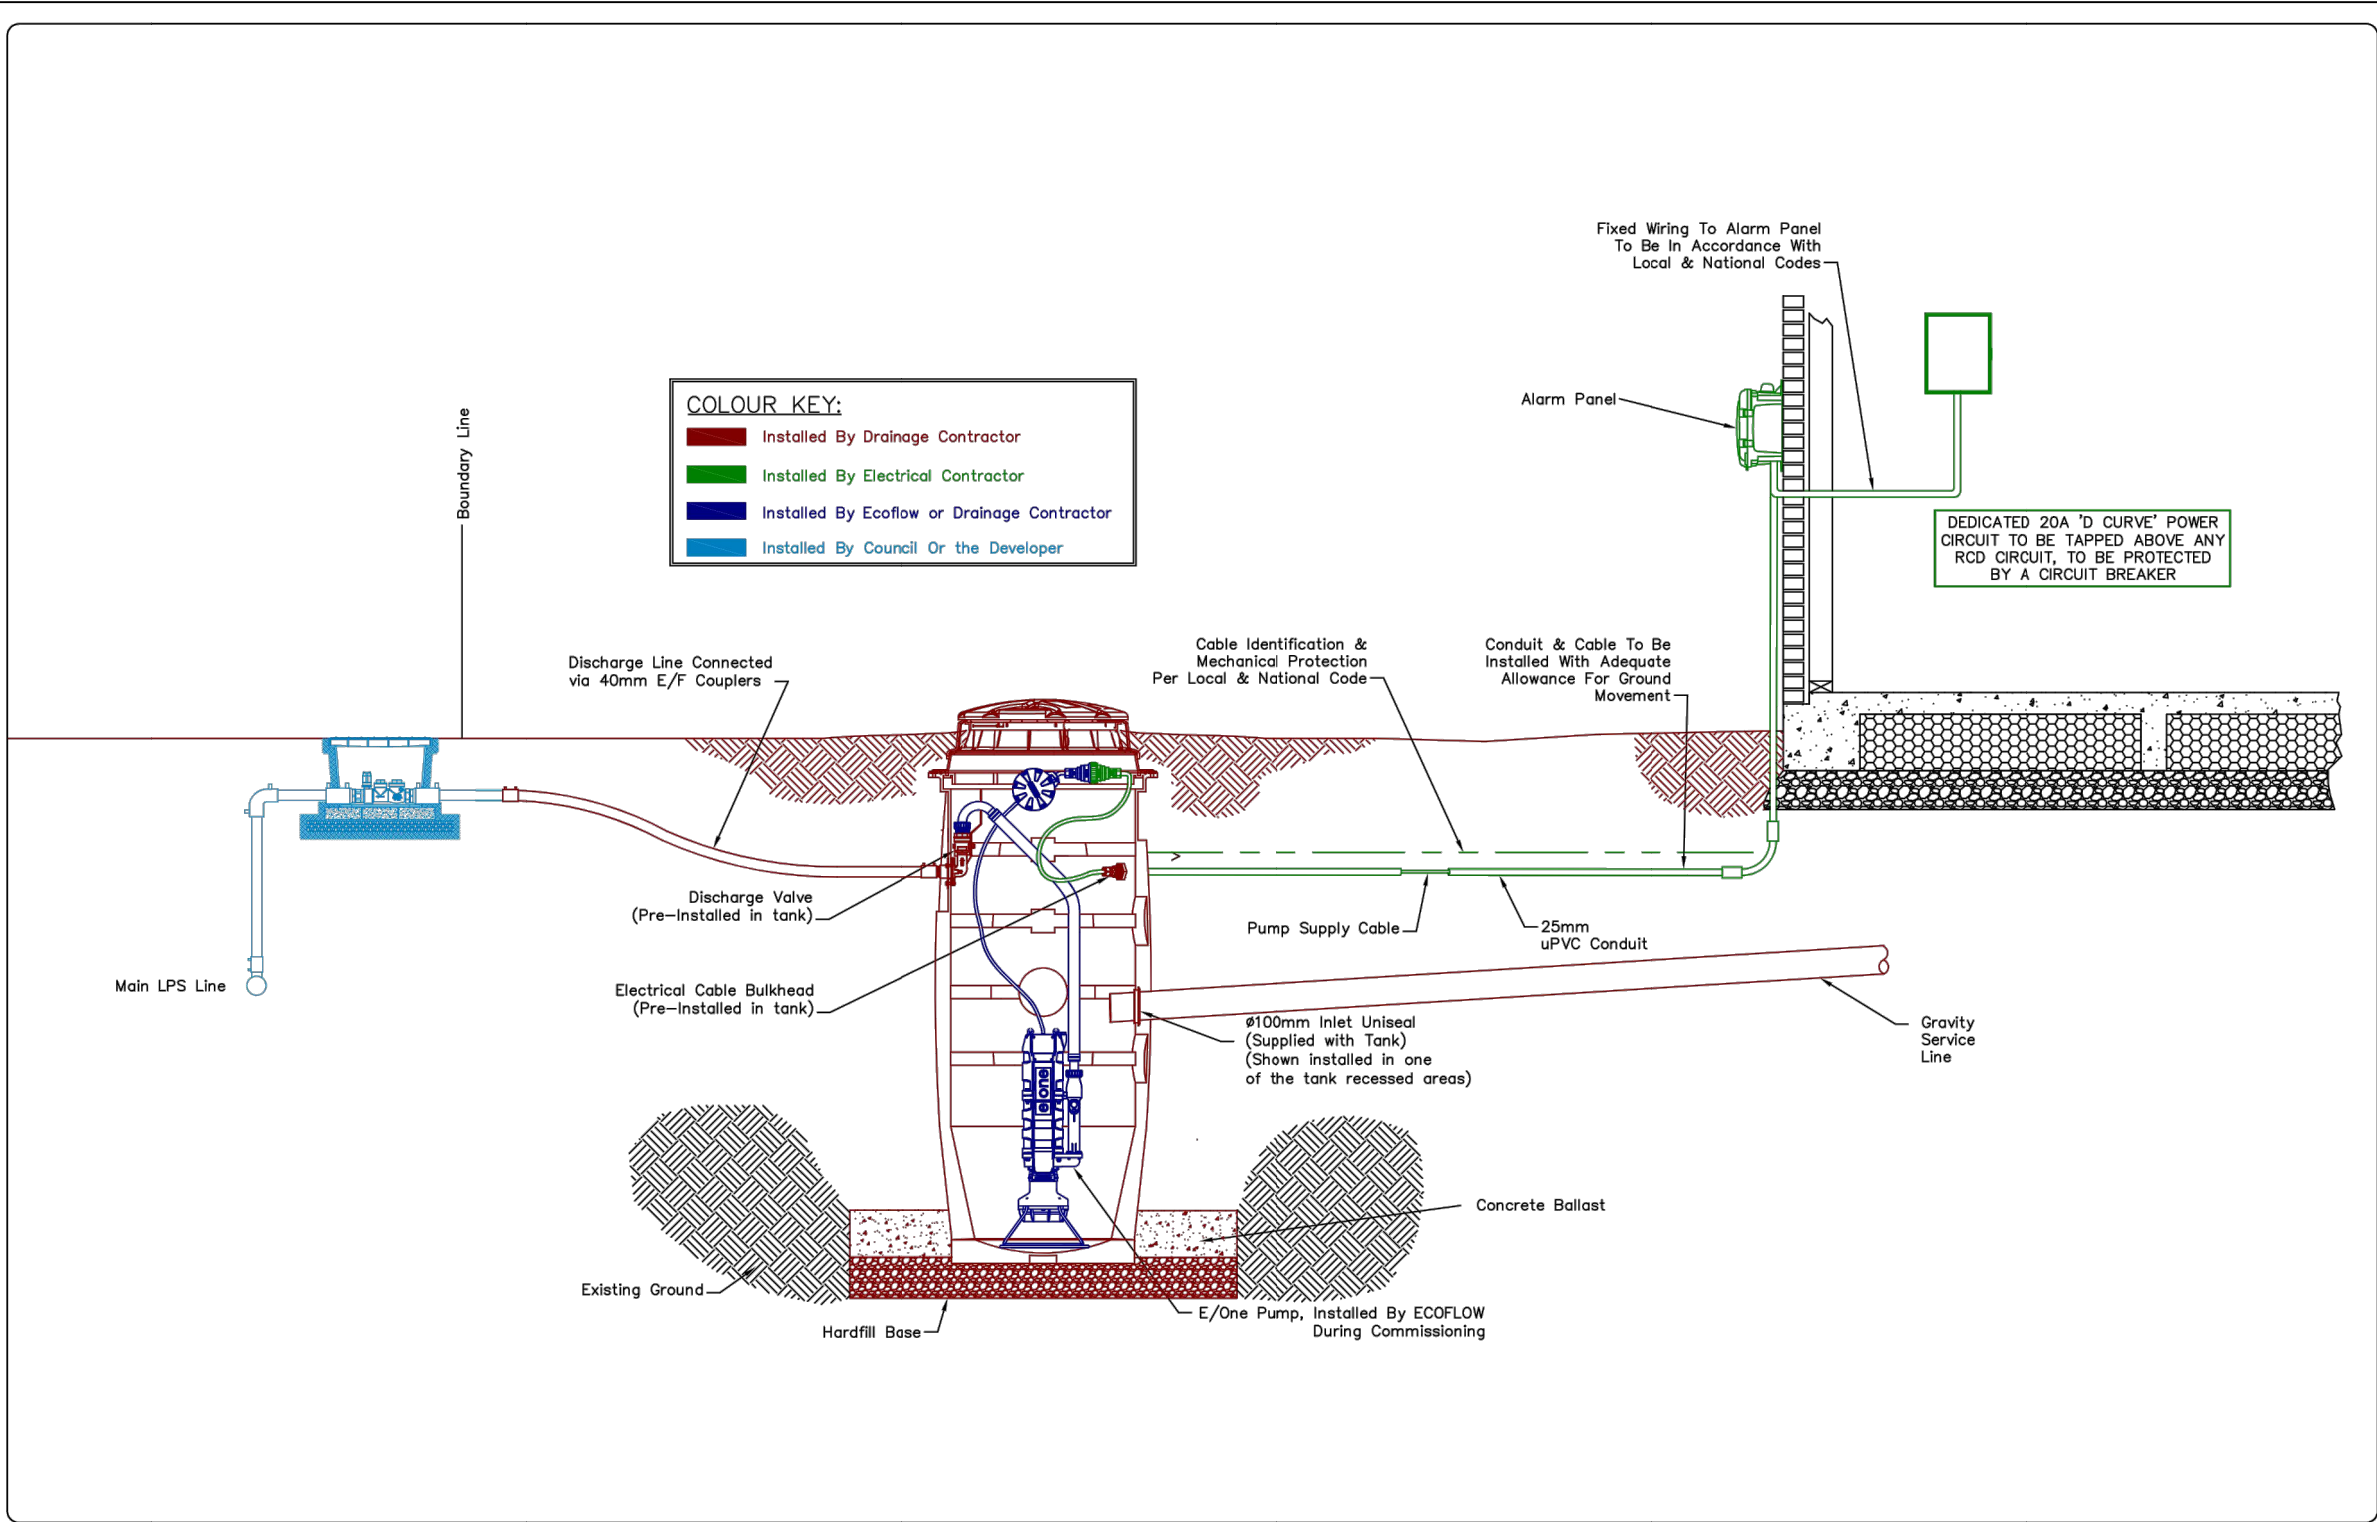 Fixed Wiring To Alarm Panel
To Be In Accordance With
Local & National Codes
Alarm Panel
COLOUR KEY:
Installed By Drainage Contractor
Installed By Electrical Contractor
Installed By Ecoflow or Drainage Contractor
Installed By Council Or the Developer
Boundary Line
DEDICATED 20A 'D CURVE' POWER
CIRCUIT TO BE TAPPED ABOVE ANY
RCD CIRCUIT, TO BE PROTECTED
BY A CIRCUIT BREAKER
Discharge Line Connected
via 40mm E/F Couplers
Cable Identification &
Mechanical Protection
Per Local & National Code
Conduit & Cable To Be
Installed With Adequate
Allowance For Ground
Movement
Discharge Valve
(Pre-Installed in tank)
Pump Supply Cable
25mm
uPVC Conduit
Main LPS Line
Electrical Cable Bulkhead
(Pre-Installed in tank)
ø100mm Inlet Uniseal
(Supplied with Tank)
(Shown installed in one
of the tank recessed areas)
Gravity
Service
Line
e|one
Concrete Ballast
Existing Ground
Hardfill Base
E/One Pump, Installed By ECOFLOW
During Commissioning